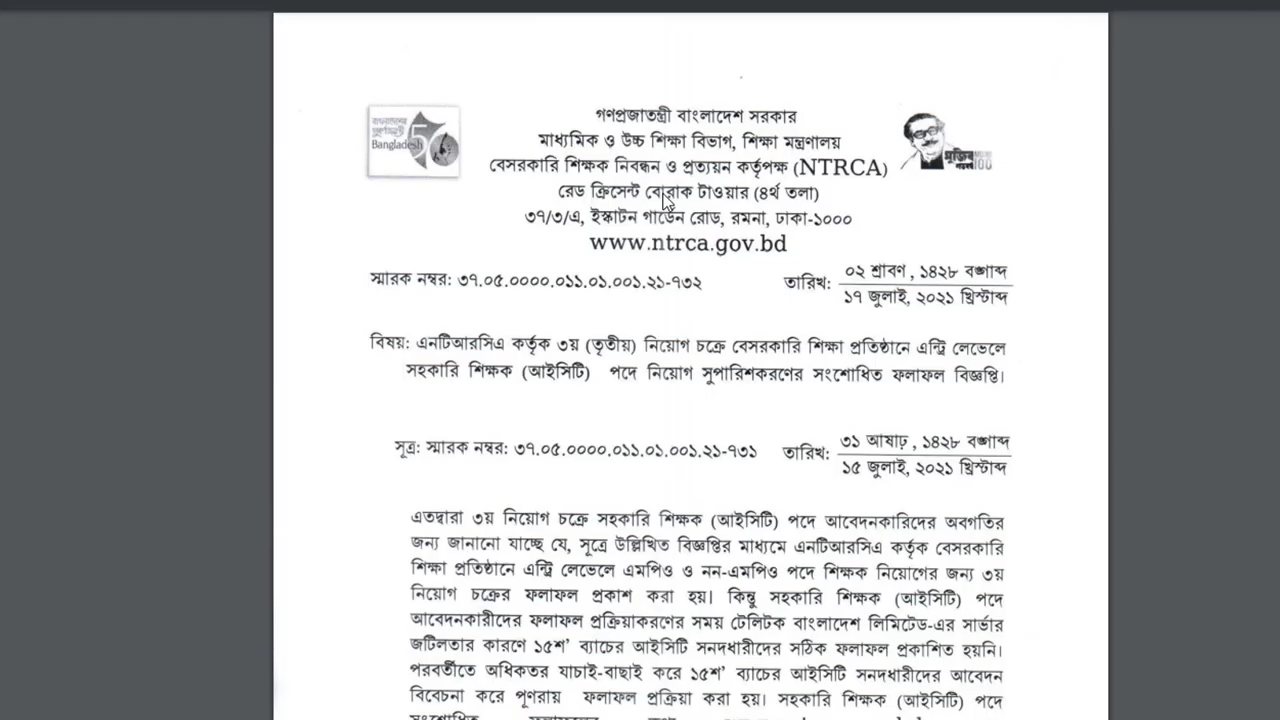 বাংলাদেশের
সুবর্ণজয়ন্তী
50
Bangladesh
গণপ্রজাতন্ত্রী বাংলাদেশ সরকার
মাধ্যমিক ও উচ্চ শিক্ষা বিভাগ, শিক্ষা মন্ত্রণালয়
বেসরকারি শিক্ষক নিবন্ধন ও প্রত্যয়ন কর্তৃপক্ষ (NTRCA)
রেড ক্রিসেন্ট বোরাক টাওয়ার (৪র্থ তলা)
৩৭/৩/এ, ইস্কাটন গার্ডেন রোড, রমনা, ঢাকা-১০০০
www.ntrca.gov.bd
মুজিব
100
স্মারক নম্বর: ৩৭.০৫.০০০০.০১১.০১.০০১.২১-৭৩২
তারিখ: ০২ শ্রাবণ , ১৪২৮ বঙ্গাব্দ
১৭ জুলাই, ২০২১ খ্রিস্টাব্দ
বিষয়: এনটিআরসিএ কর্তৃক ৩য় (তৃতীয়) নিয়োগ চক্রে বেসরকারি শিক্ষা প্রতিষ্ঠানে এন্ট্রি লেভেলে
সহকারি শিক্ষক (আইসিটি) পদে নিয়োগ সুপারিশকরণের সংশোধিত ফলাফল বিজ্ঞপ্তি।
সূত্র: স্মারক নম্বর: ৩৭.০৫.০০০০.০১১.০১.০০১.২১-৭৩১
তারিখ: ৩১ আষাঢ় , ১৪২৮ বঙ্গাব্দ
১৫ জুলাই, ২০২১ খ্রিস্টাব্দ
এতদ্বারা ৩য় নিয়োগ চক্রে সহকারি শিক্ষক (আইসিটি) পদে আবেদনকারিদের অবগতির
জন্য জানানো যাচ্ছে যে, সূত্রে উল্লিখিত বিজ্ঞপ্তির মাধ্যমে এনটিআরসিএ কর্তৃক বেসরকারি
শিক্ষা প্রতিষ্ঠানে এন্ট্রি লেভেলে এমপিও ও নন-এমপিও পদে শিক্ষক নিয়োগের জন্য ৩য়
নিয়োগ চক্রের ফলাফল প্রকাশ করা হয়। কিন্তু সহকারি শিক্ষক (আইসিটি) পদে
আবেদনকারীদের ফলাফল প্রক্রিয়াকরণের সময় টেলিটক বাংলাদেশ লিমিটেড-এর সার্ভার
জটিলতার কারণে ১৫শ’ ব্যাচের আইসিটি সনদধারীদের সঠিক ফলাফল প্রকাশিত হয়নি।
পরবর্তীতে অধিকতর যাচাই-বাছাই করে ১৫শ’ ব্যাচের আইসিটি সনদধারীদের আবেদন
বিবেচনা করে পূণরায় ফলাফল প্রক্রিয়া করা হয়। সহকারি শিক্ষক (আইসিটি) পদে